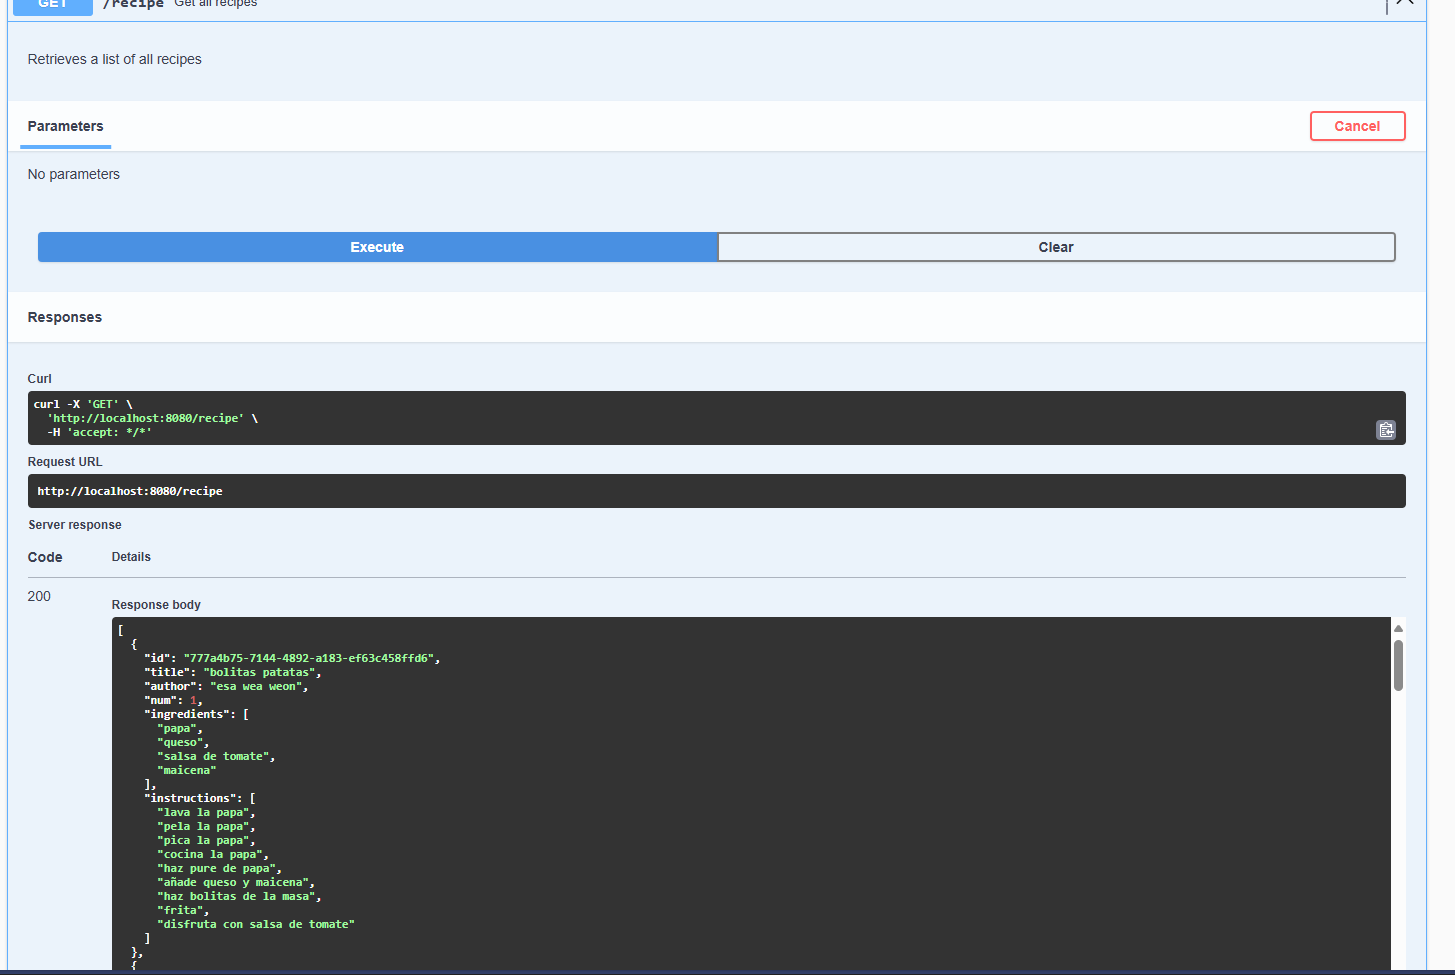 GET /recipe Get all recipes
Retrieves a list of all recipes
Parameters
Cancel
No parameters
Execute
Clear
Responses
Curl
curl -X 'GET' \
  'http://localhost:8080/recipe' \
  -H 'accept: */*'
Request URL
http://localhost:8080/recipe
Server response
Code Details
200
Response body
[
  {
    "id": "777a4b75-7144-4892-a183-ef63c458ffd6",
    "title": "bolitas patatas",
    "author": "esa wea weon",
    "num": 1,
    "ingredients": [
      "papa",
      "queso",
      "salsa de tomate",
      "maicena"
    ],
    "instructions": [
      "lava la papa",
      "pela la papa",
      "pica la papa",
      "cocina la papa",
      "haz pure de papa",
      "añade queso y maicena",
      "haz bolitas de la masa",
      "frita",
      "disfruta con salsa de tomate"
    ]
  },
  {